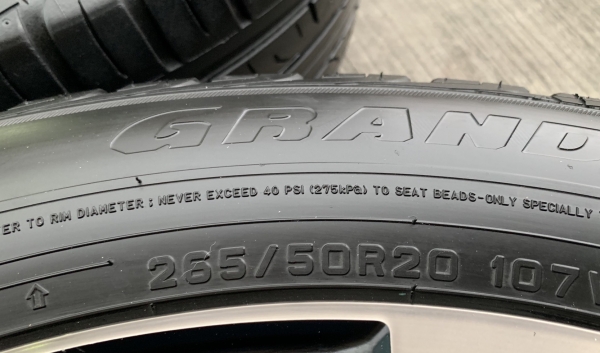 GRAND
ER TO RIM DIAMETER : NEVER EXCEED 40 PSI (275kPa) TO SEAT BEADS-ONLY SPECIALLY
265/50R20 107V